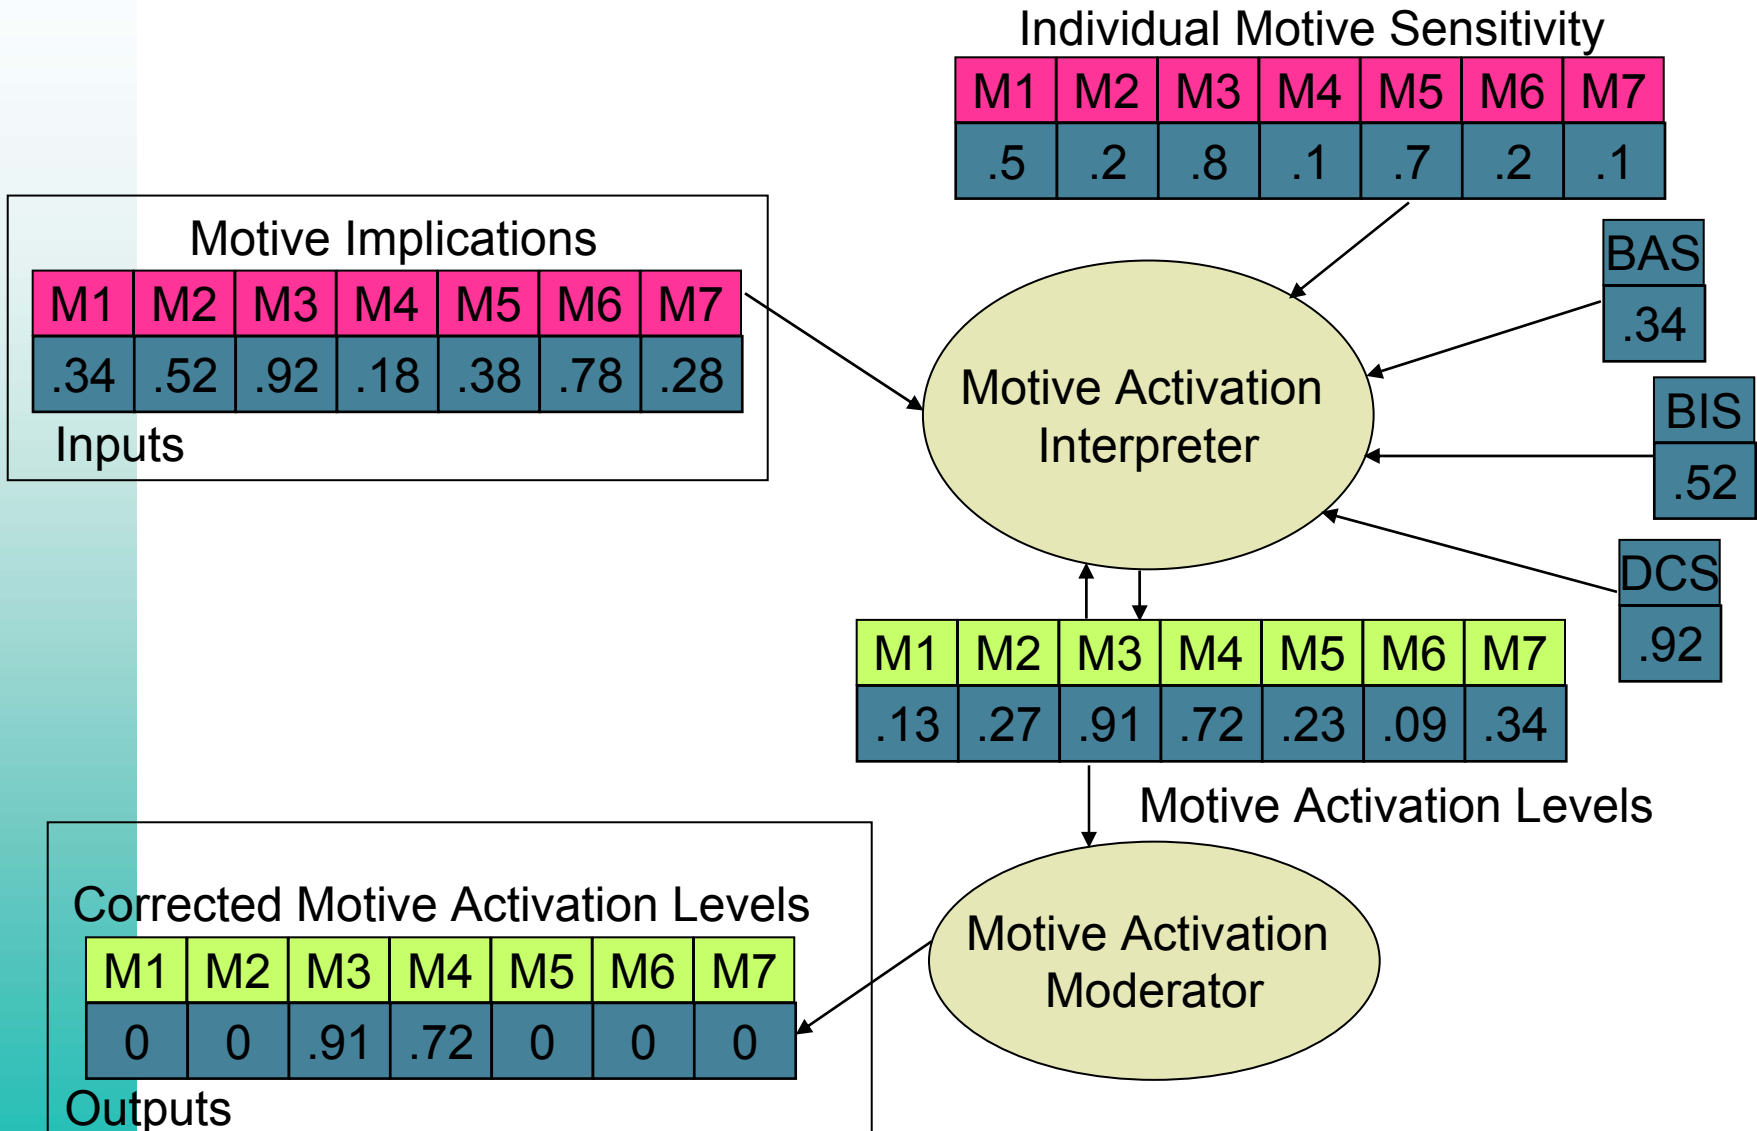 Individual Motive Sensitivity
M1 M2 M3 M4 M5 M6 M7
.5 .2 .8 .1 .7 .2 .1
Motive Implications
M1 M2 M3 M4 M5 M6 M7
.34 .52 .92 .18 .38 .78 .28
Inputs
BAS
.34
Motive Activation
Interpreter
BIS
.52
DCS
.92
M1 M2 M3 M4 M5 M6 M7
.13 .27 .91 .72 .23 .09 .34
Motive Activation Levels
Corrected Motive Activation Levels
M1 M2 M3 M4 M5 M6 M7
0 0 .91 .72 0 0 0
Outputs
Motive Activation
Moderator